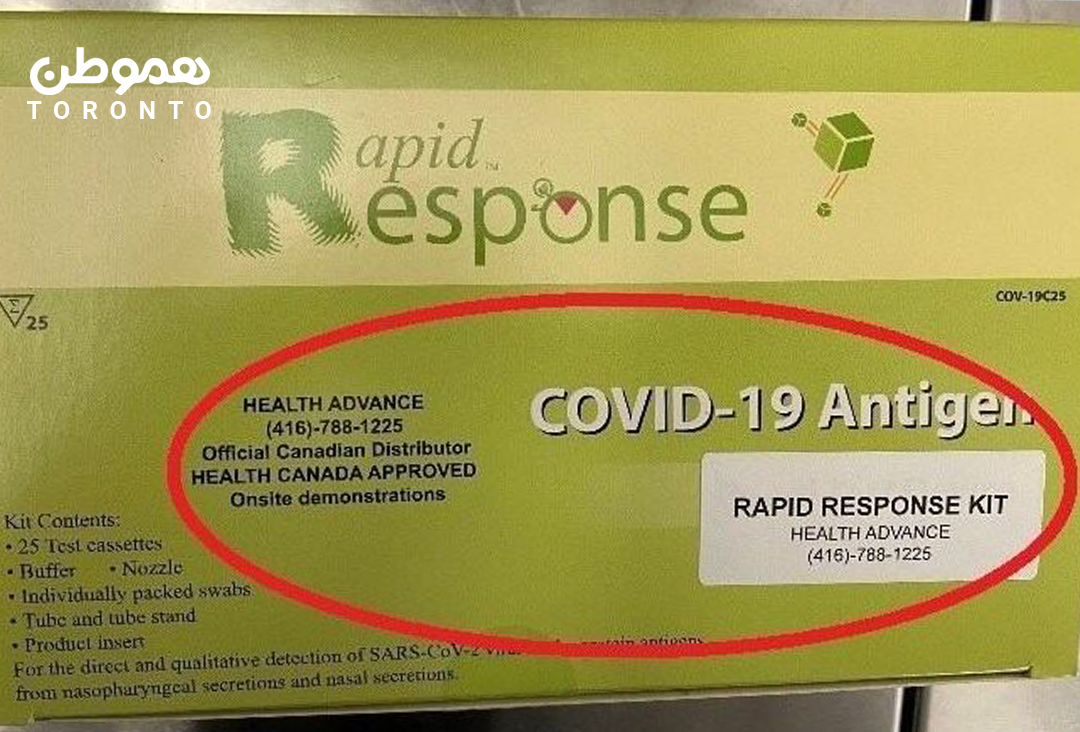 هموطن
TORONTO
Rapid
Response
TM
COV-19C25
Σ
25
HEALTH ADVANCE
(416)-788-1225
Official Canadian Distributor
HEALTH CANADA APPROVED
Onsite demonstrations
COVID-19 Antigen
RAPID RESPONSE KIT
HEALTH ADVANCE
(416)-788-1225
Kit Contents:
• 25 Test cassettes
• Buffer • Nozzle
• Individually packed swabs
• Tube and tube stand
• Product insert
For the direct and qualitative detection of SARS-CoV-2 antigens
from nasopharyngeal secretions and nasal secretions.